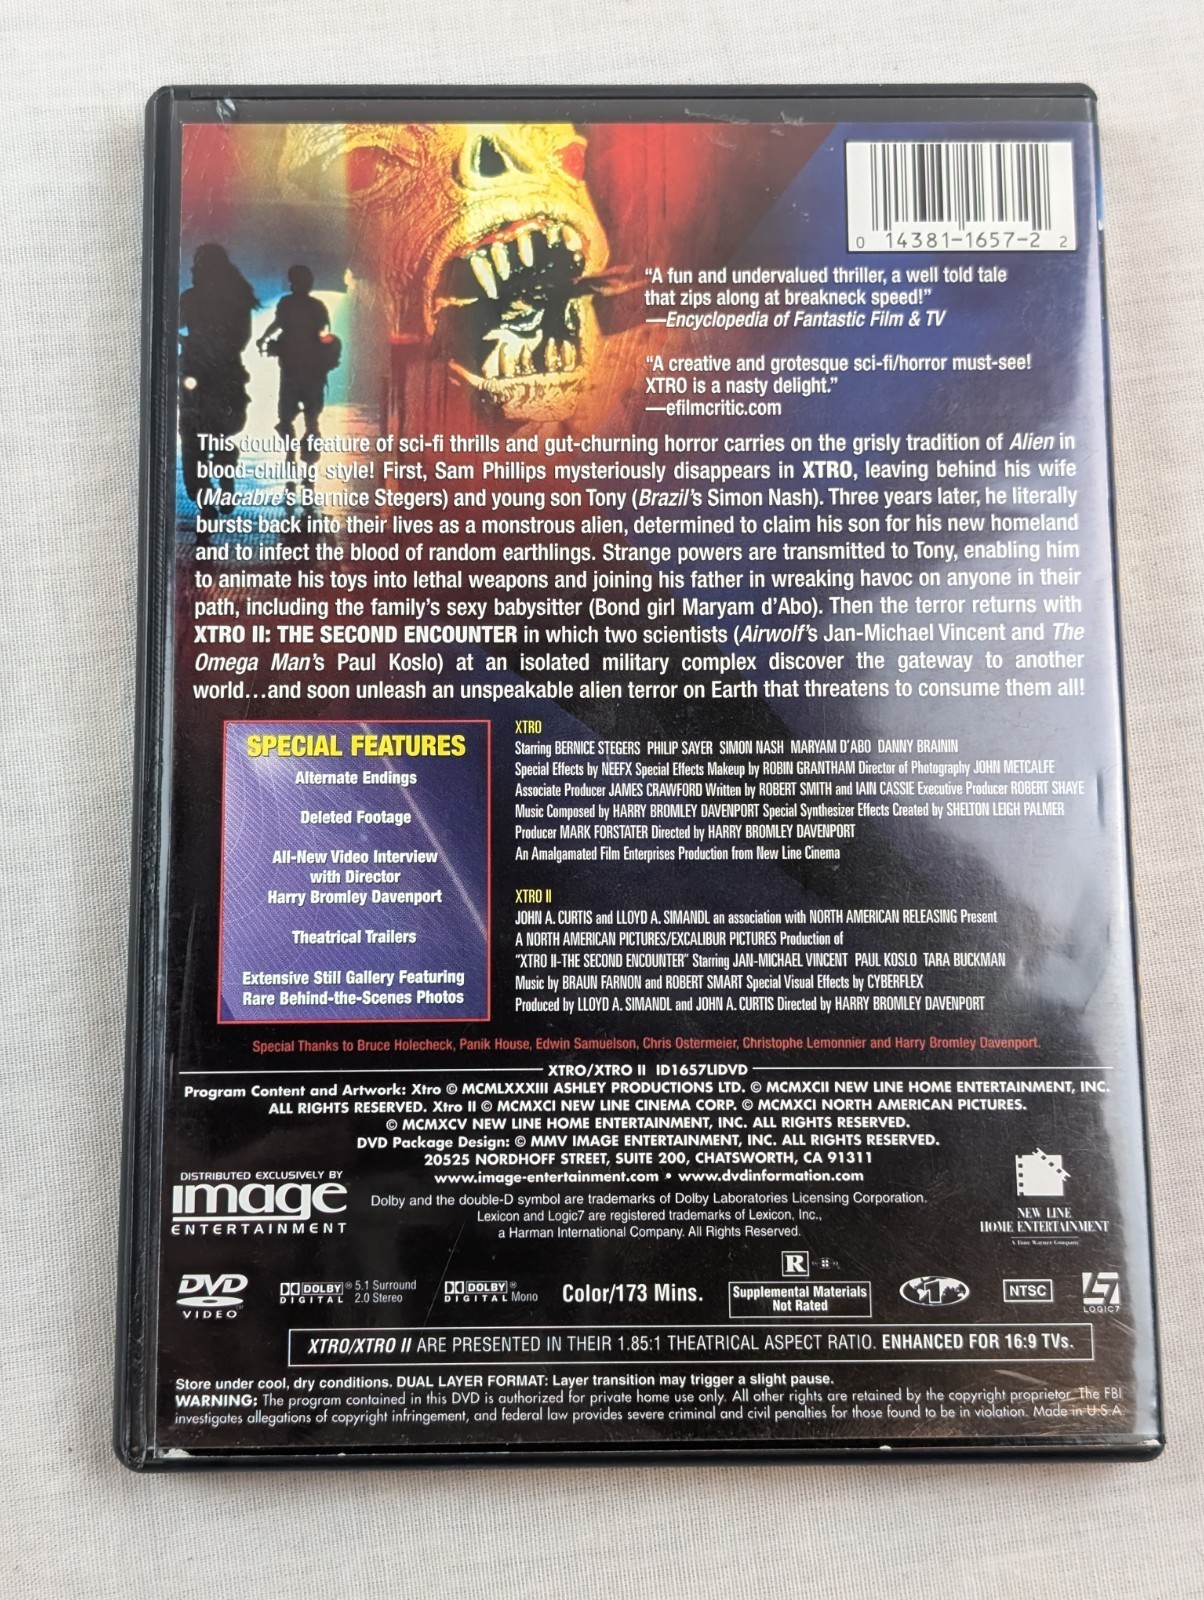 0 14381-1657-2 2
“A fun and undervalued thriller, a well told tale
that zips along at breakneck speed!”
—Encyclopedia of Fantastic Film & TV
“A creative and grotesque sci-fi/horror must-see!
XTRO is a nasty delight.”
—efilmcritic.com
This double feature of sci-fi thrills and gut-churning horror carries on the grisly tradition of Alien in
blood-chilling style! First, Sam Phillips mysteriously disappears in XTRO, leaving behind his wife
(Macabre’s Bernice Stegers) and young son Tony (Brazil’s Simon Nash). Three years later, he literally
bursts back into their lives as a monstrous alien, determined to claim his son for his new homeland
and to infect the blood of random earthlings. Strange powers are transmitted to Tony, enabling him
to animate his toys into lethal weapons and joining his father in wreaking havoc on anyone in their
path, including the family’s sexy babysitter (Bond girl Maryam d’Abo). Then the terror returns with
XTRO II: THE SECOND ENCOUNTER in which two scientists (Airwolf’s Jan-Michael Vincent and The
Omega Man’s Paul Koslo) at an isolated military complex discover the gateway to another
world...and soon unleash an unspeakable alien terror on Earth that threatens to consume them all!
SPECIAL FEATURES
Alternate Endings
Deleted Footage
All-New Video Interview
with Director
Harry Bromley Davenport
Theatrical Trailers
Extensive Still Gallery Featuring
Rare Behind-the-Scenes Photos
XTRO
Starring BERNICE STEGERS PHILIP SAYER SIMON NASH MARYAM D’ABO DANNY BRAININ
Special Effects by NEEFX Special Effects Makeup by ROBIN GRANTHAM Director of Photography JOHN METCALFE
Associate Producer JAMES CRAWFORD Written by ROBERT SMITH and IAIN CASSIE Executive Producer ROBERT SHAYE
Music Composed by HARRY BROMLEY DAVENPORT Special Synthesizer Effects Created by SHELTON LEIGH PALMER
Producer MARK FORSTATER Directed by HARRY BROMLEY DAVENPORT
An Amalgamated Film Enterprises Production from New Line Cinema
XTRO II
JOHN A. CURTIS and LLOYD A. SIMANDL an association with NORTH AMERICAN RELEASING Present
A NORTH AMERICAN PICTURES/EXCALIBUR PICTURES Production of
“XTRO II-THE SECOND ENCOUNTER” Starring JAN-MICHAEL VINCENT PAUL KOSLO TARA BUCKMAN
Music by BRAUN FARNON and ROBERT SMART Special Visual Effects by CYBERFLEX
Produced by LLOYD A. SIMANDL and JOHN A. CURTIS Directed by HARRY BROMLEY DAVENPORT
Special Thanks to Bruce Holecheck, Panik House, Edwin Samuelson, Chris Ostermeier, Christophe Lemonnier and Harry Bromley Davenport.
XTRO/XTRO II ID1657LIDVD
Program Content and Artwork: Xtro © MCMLXXXIII ASHLEY PRODUCTIONS LTD. © MCMXCII NEW LINE HOME ENTERTAINMENT, INC.
ALL RIGHTS RESERVED. Xtro II © MCMXCI NEW LINE CINEMA CORP. © MCMXCI NORTH AMERICAN PICTURES.
© MCMXCV NEW LINE HOME ENTERTAINMENT, INC. ALL RIGHTS RESERVED.
DVD Package Design: © MMV IMAGE ENTERTAINMENT, INC. ALL RIGHTS RESERVED.
20525 NORDHOFF STREET, SUITE 200, CHATSWORTH, CA 91311
www.image-entertainment.com • www.dvdinformation.com
DISTRIBUTED EXCLUSIVELY BY
image
ENTERTAINMENT
Dolby and the double-D symbol are trademarks of Dolby Laboratories Licensing Corporation.
Lexicon and Logic7 are registered trademarks of Lexicon, Inc.,
a Harman International Company. All Rights Reserved.
NEW LINE
HOME ENTERTAINMENT
A Time Warner Company
DVD
VIDEO
DOLBY DIGITAL 5.1 Surround
2.0 Stereo
DOLBY DIGITAL Mono
Color/173 Mins.
R
Supplemental Materials
Not Rated
1
NTSC
L7
LOGIC7
XTRO/XTRO II ARE PRESENTED IN THEIR 1.85:1 THEATRICAL ASPECT RATIO. ENHANCED FOR 16:9 TVs.
Store under cool, dry conditions. DUAL LAYER FORMAT: Layer transition may trigger a slight pause.
WARNING: The program contained in this DVD is authorized for private home use only. All other rights are retained by the copyright proprietor. The FBI
investigates allegations of copyright infringement, and federal law provides severe criminal and civil penalties for those found to be in violation. Made in U.S.A.